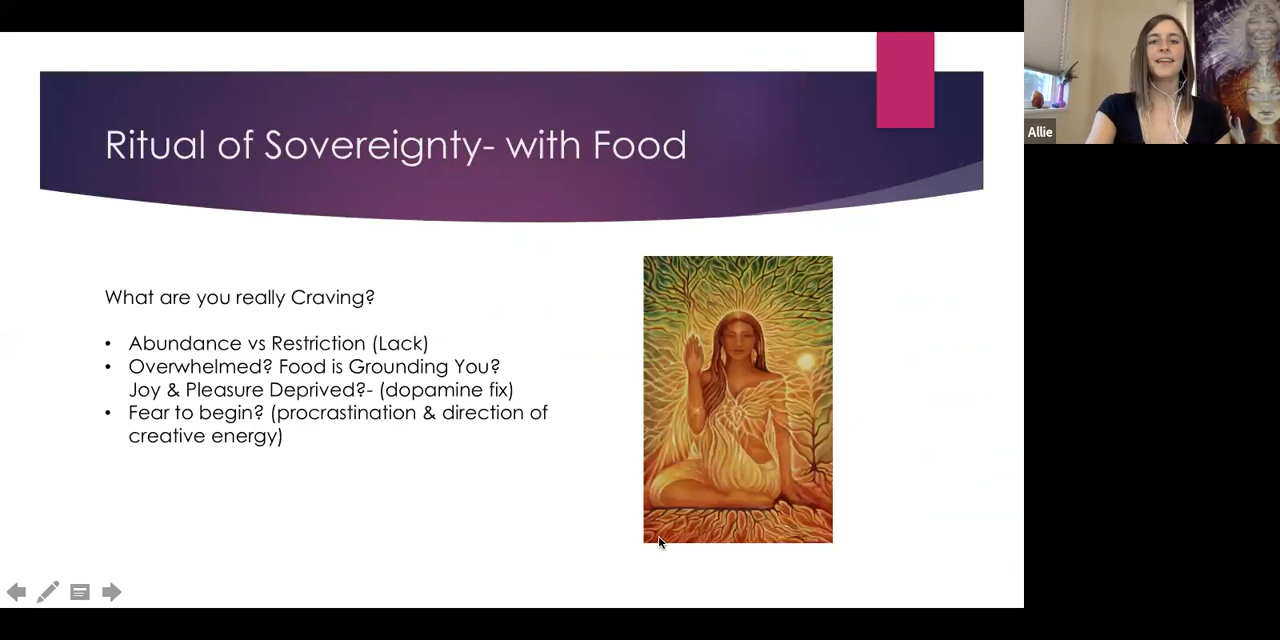 Ritual of Sovereignty- with Food
Allie
What are you really Craving?
• Abundance vs Restriction (Lack)
• Overwhelmed? Food is Grounding You?
Joy & Pleasure Deprived?- (dopamine fix)
• Fear to begin? (procrastination & direction of
creative energy)